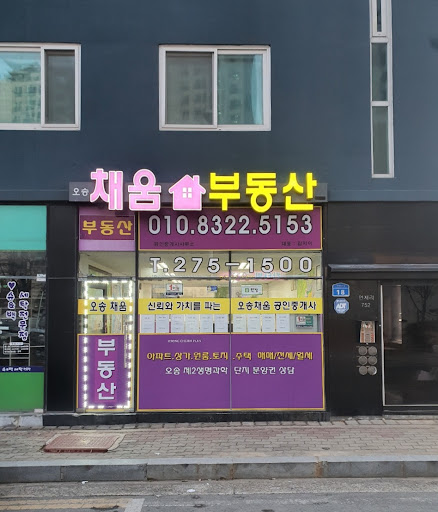 오송 채움 부동산
부동산 010.8322.5153
T.275-1500
오송 채움
신뢰와 가치를 파는
오송채움 공인중개사
부동산
아파트.상가.원룸.토지.주택 매매/전세/월세
오송 제2생명과학 단지 분양권 상담
18
ADT
752